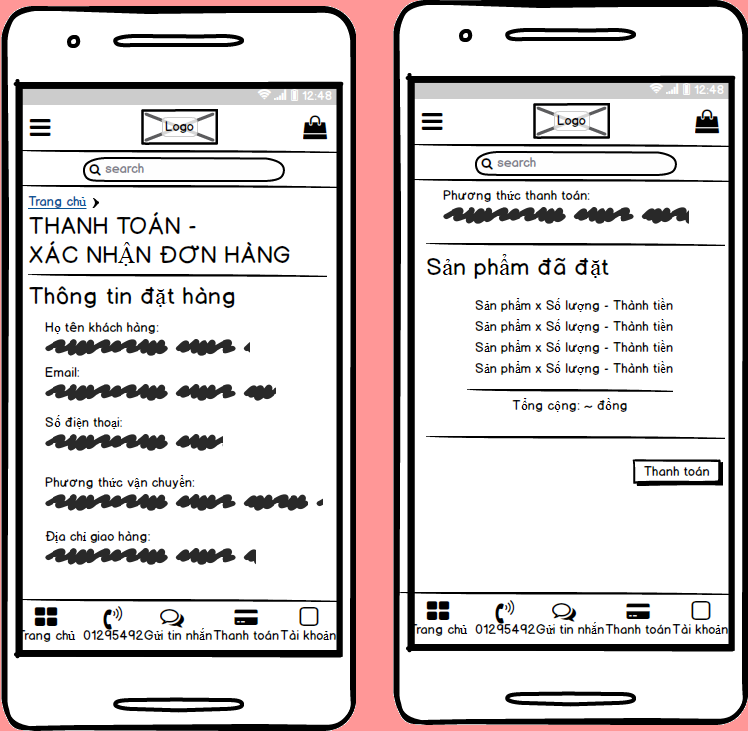 12:48
Logo
search
Trang chủ
THANH TOÁN -
XÁC NHẬN ĐƠN HÀNG
Thông tin đặt hàng
Họ tên khách hàng:
Email:
Số điện thoại:
Phương thức vận chuyển:
Địa chỉ giao hàng:
Trang chủ 01295492 Gửi tin nhắn Thanh toán Tài khoản
12:48
Logo
search
Phương thức thanh toán:
Sản phẩm đã đặt
Sản phẩm x Số lượng - Thành tiền
Sản phẩm x Số lượng - Thành tiền
Sản phẩm x Số lượng - Thành tiền
Sản phẩm x Số lượng - Thành tiền
Tổng cộng: ~ đồng
Thanh toán
Trang chủ 01295492 Gửi tin nhắn Thanh toán Tài khoản